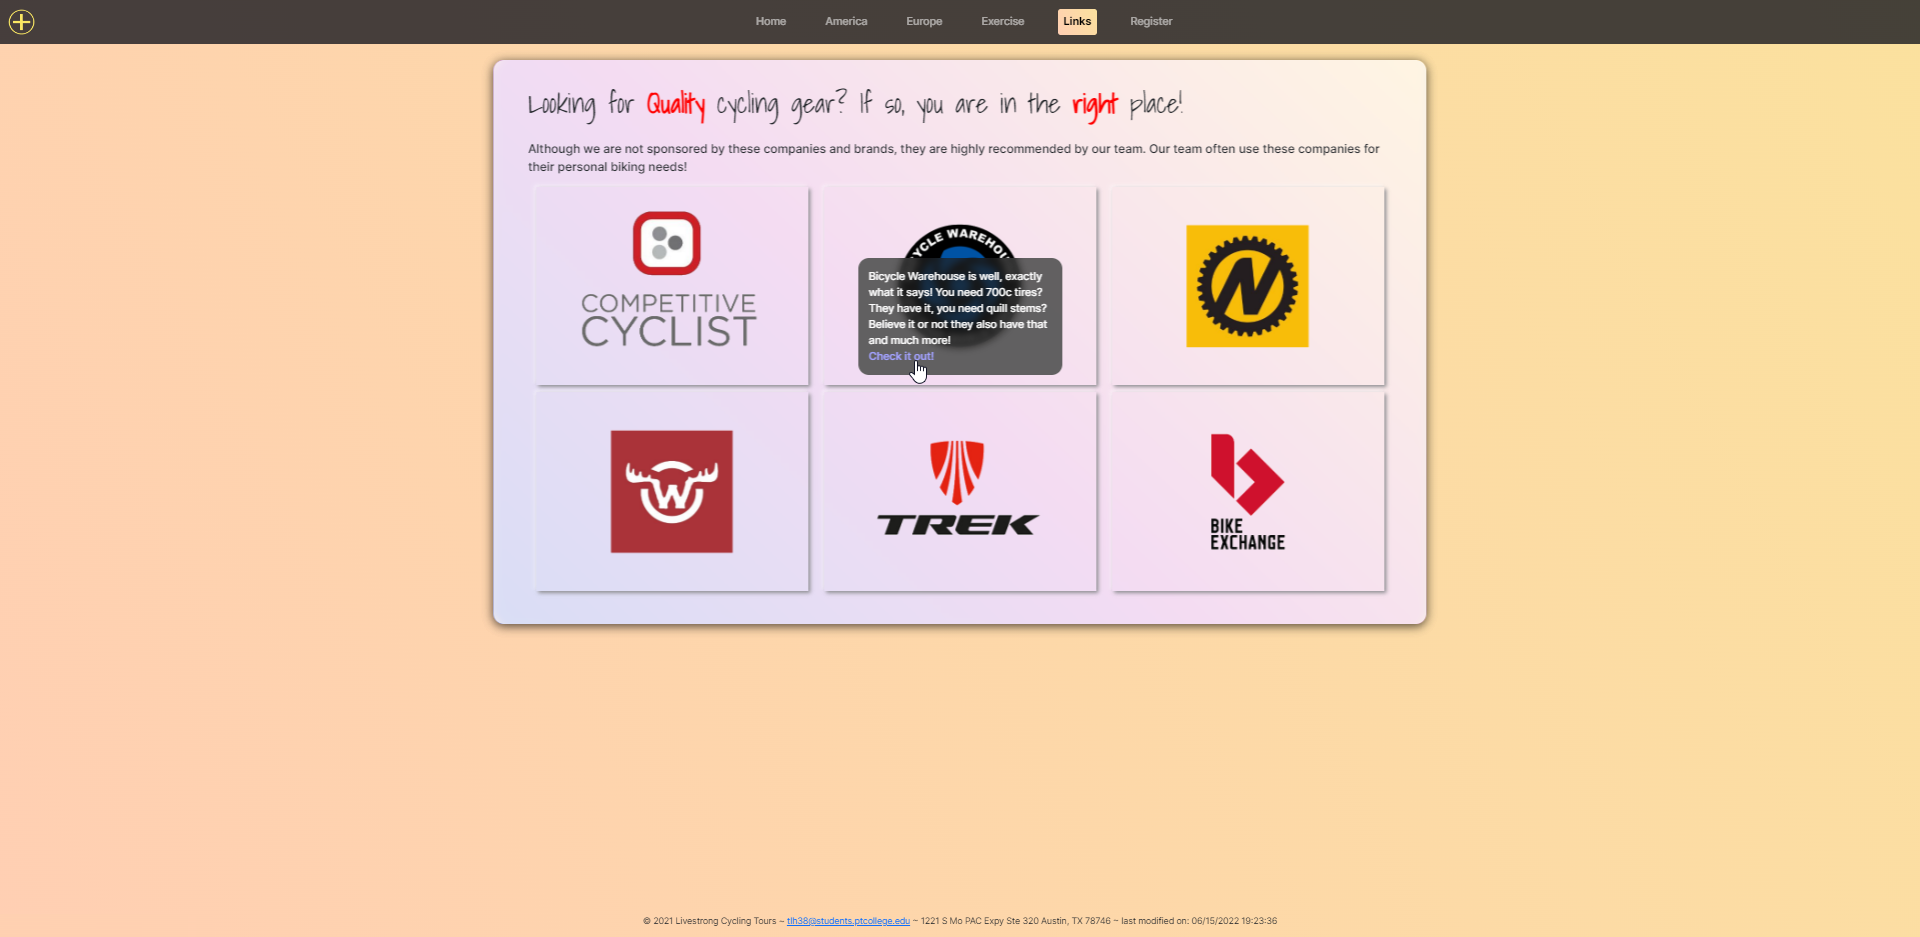 Home America Europe Exercise Links Register
Looking for Quality cycling gear? If so, you are in the right place!
Although we are not sponsored by these companies and brands, they are highly recommended by our team. Our team often use these companies for
their personal biking needs!
COMPETITIVE
CYCLIST
Bicycle Warehouse is well, exactly
what it says! You need 700c tires?
They have it, you need quill stems?
Believe it or not they also have that
and much more!
Check it out!
N
W
TREK
BIKE
EXCHANGE
© 2021 Livestrong Cycling Tours ~ tlh38@students.ptcollege.edu ~ 1221 S Mo PAC Expy Ste 320 Austin, TX 78746 ~ last modified on: 06/15/2022 19:23:36